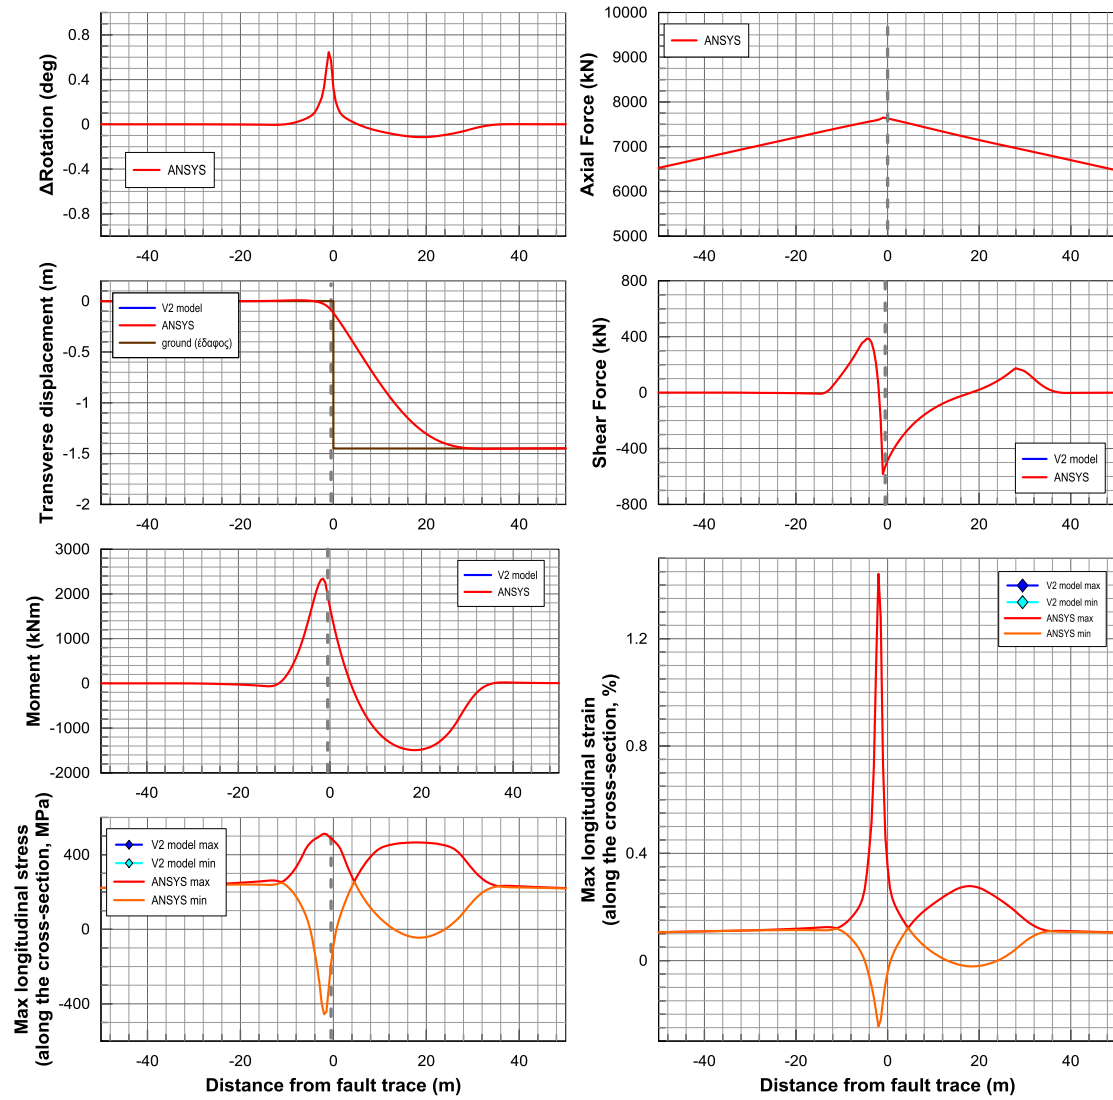 ΔRotation (deg)
0.8
0.4
0
-0.4
-0.8
ANSYS
-40
-20
0
20
40
Axial Force (kN)
10000
9000
8000
7000
6000
5000
ANSYS
-40
-20
0
20
40
Transverse displacement (m)
0
-0.5
-1
-1.5
-2
V2 model
ANSYS
ground (έδαφος)
-40
-20
0
20
40
Shear Force (kN)
800
400
0
-400
-800
V2 model
ANSYS
-40
-20
0
20
40
Moment (kNm)
3000
2000
1000
0
-1000
-2000
V2 model
ANSYS
-40
-20
0
20
40
Max longitudinal stress
(along the cross-section, MPa)
400
0
-400
V2 model max
V2 model min
ANSYS max
ANSYS min
-40
-20
0
20
40
Distance from fault trace (m)
Max longitudinal strain
(along the cross-section, %)
1.2
0.8
0.4
0
V2 model max
V2 model min
ANSYS max
ANSYS min
-40
-20
0
20
40
Distance from fault trace (m)